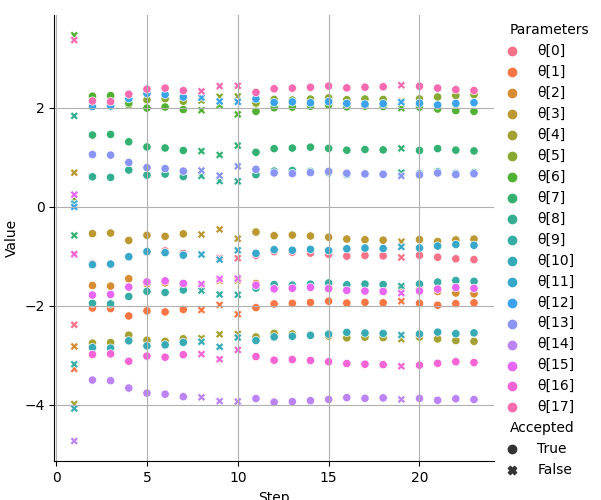 Parameters
θ[0]
θ[1]
θ[2]
θ[3]
θ[4]
θ[5]
θ[6]
θ[7]
θ[8]
θ[9]
θ[10]
θ[11]
θ[12]
θ[13]
θ[14]
θ[15]
θ[16]
θ[17]
Accepted
True
False
Value
2
0
−2
−4
0
5
10
15
20
Step